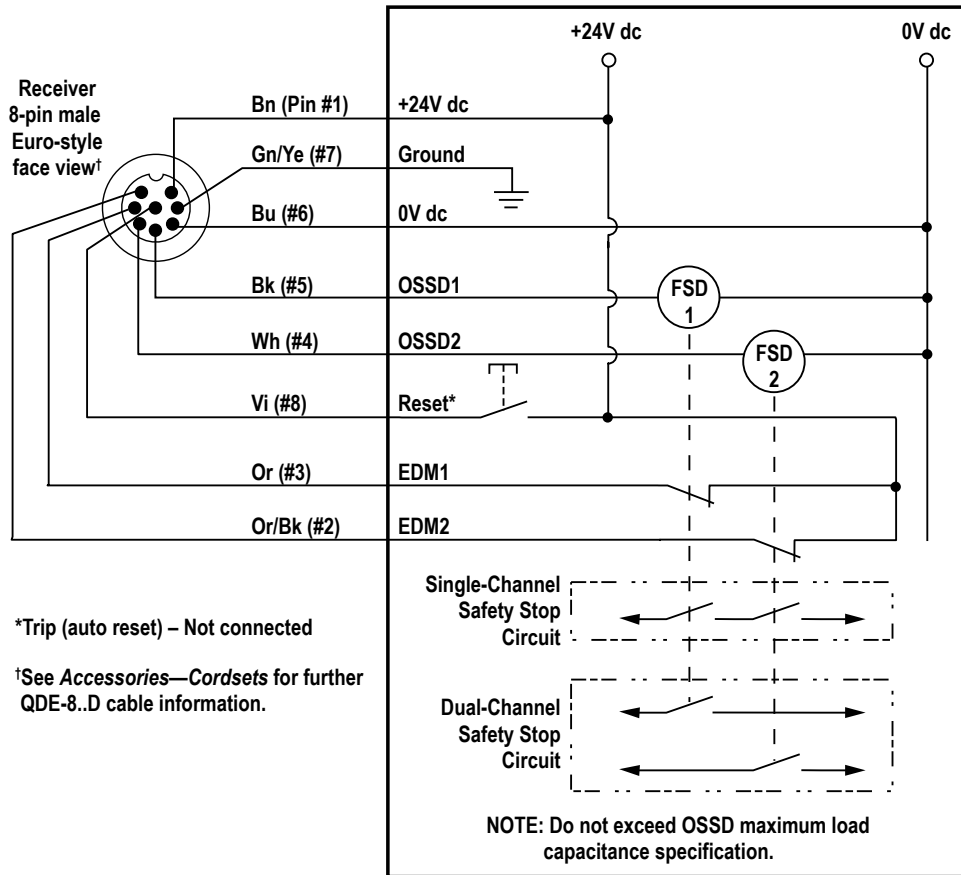 +24V dc
0V dc
Receiver
8-pin male
Euro-style
face view†
Bn (Pin #1)
+24V dc
Gn/Ye (#7)
Ground
Bu (#6)
0V dc
Bk (#5)
OSSD1
FSD
1
Wh (#4)
OSSD2
FSD
2
Vi (#8)
Reset*
Or (#3)
EDM1
Or/Bk (#2)
EDM2
Single-Channel
Safety Stop
Circuit
*Trip (auto reset) – Not connected
†See Accessories—Cordsets for further
QDE-8..D cable information.
Dual-Channel
Safety Stop
Circuit
NOTE: Do not exceed OSSD maximum load
capacitance specification.